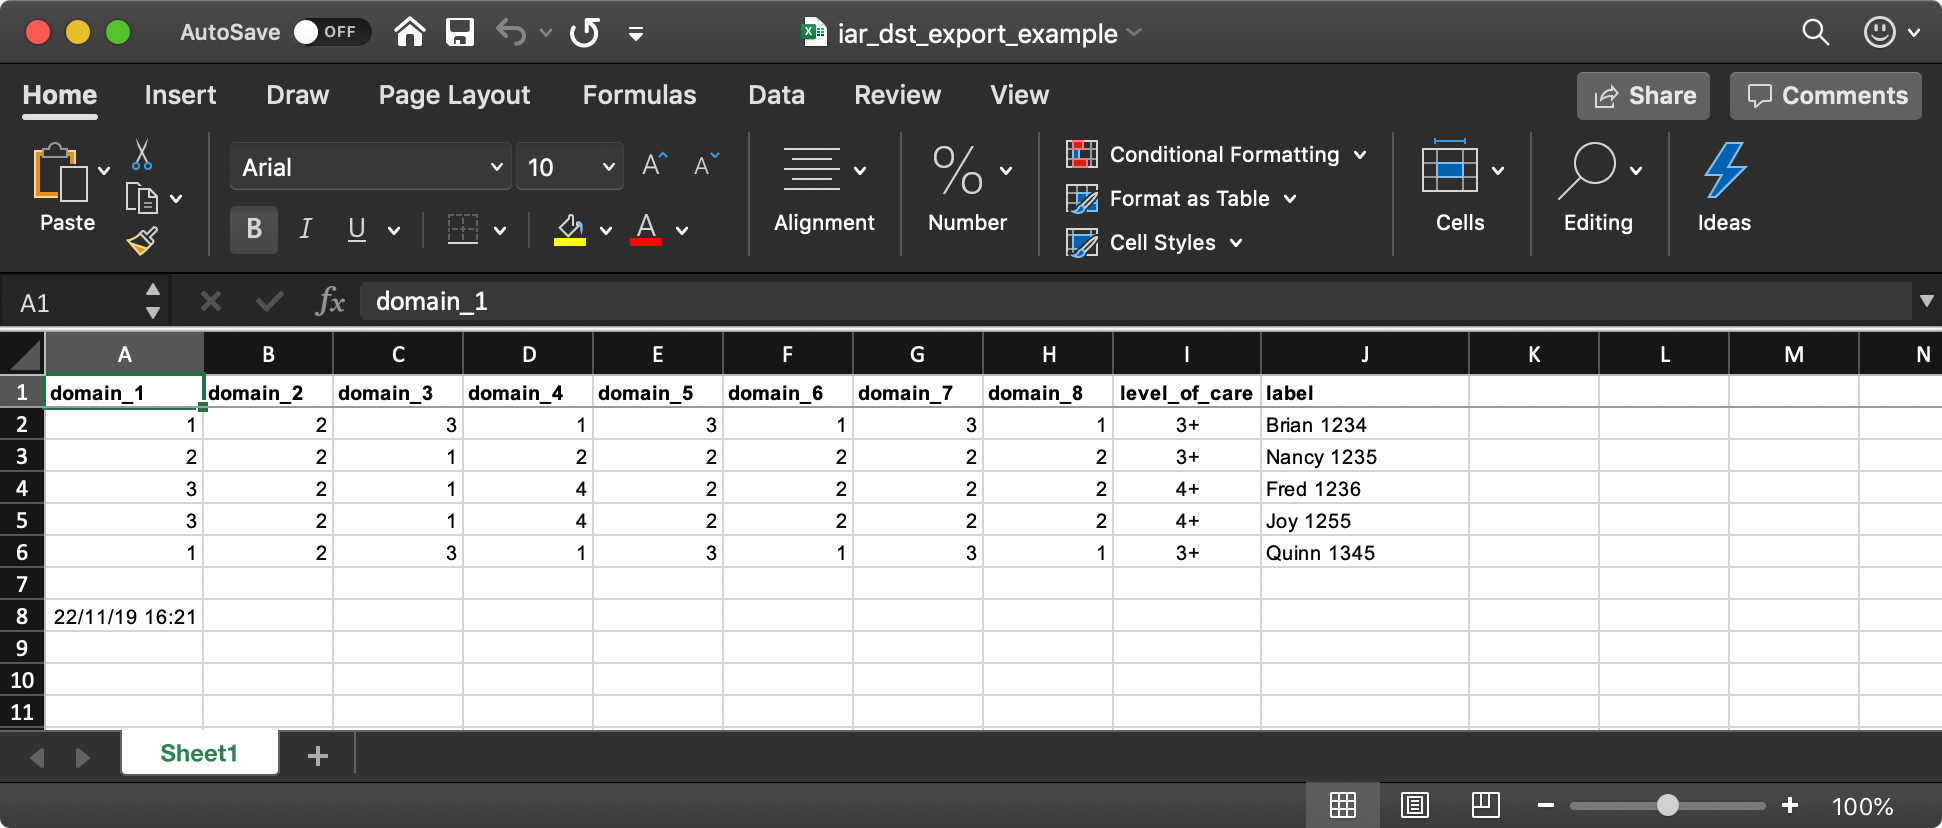 AutoSave OFF iar_dst_export_example
Home Insert Draw Page Layout Formulas Data Review View Share Comments
Paste Arial 10 Alignment % Number Conditional Formatting Cells Editing Ideas
Format as Table
B I U A Cell Styles
A1 fx domain_1
A B C D E F G H I J K L M N
1 domain_1 domain_2 domain_3 domain_4 domain_5 domain_6 domain_7 domain_8 level_of_care label
2 1 2 3 1 3 1 3 1 3+ Brian 1234
3 2 2 1 2 2 2 2 2 3+ Nancy 1235
4 3 2 1 4 2 2 2 2 4+ Fred 1236
5 3 2 1 4 2 2 2 2 4+ Joy 1255
6 1 2 3 1 3 1 3 1 3+ Quinn 1345
7
8 22/11/19 16:21
9
10
11
Sheet1 +
100%